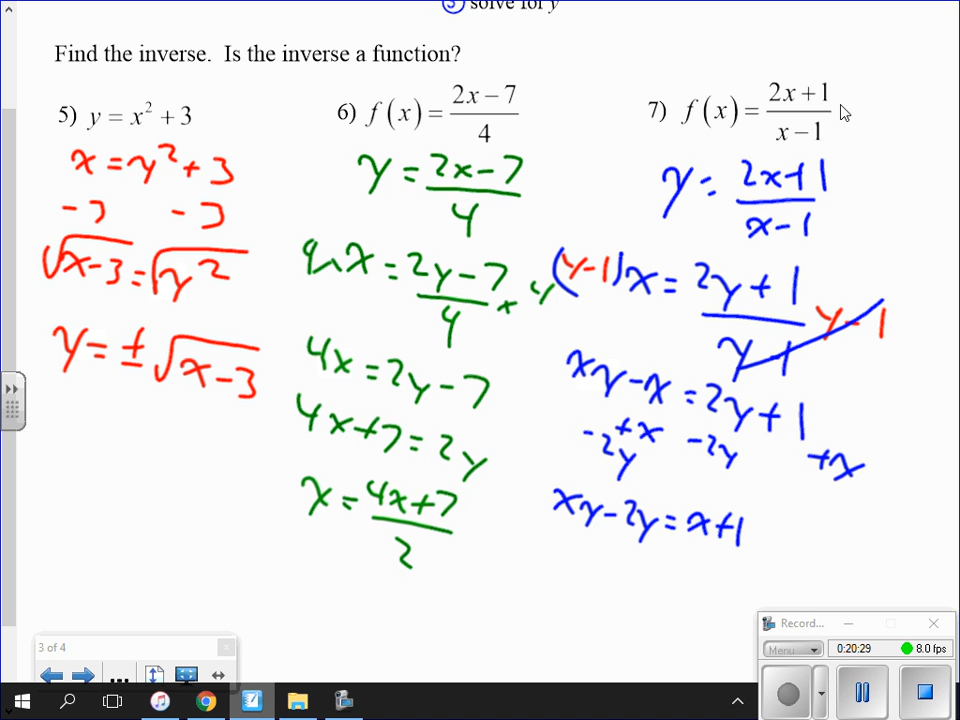 ③ solve for y
Find the inverse. Is the inverse a function?
5) y = x² + 3
x = y² + 3
-3 -3
√x-3 = √y²
y = ± √x-3
6) f(x) = 2x − 7 / 4
y = 2x-7 / 4
4·x = 2y-7 / 4 × 4
4x = 2y-7
4x+7 = 2y
x = 4x+7 / 2
7) f(x) = 2x + 1 / x − 1
y = 2x+1 / x-1
(y-1)x = 2y+1 / y-1 y-1
xy-x = 2y+1
-2y +x -2y +x
xy-2y = x+1
3 of 4
Record...
Menu
0:20:29
8.0 fps